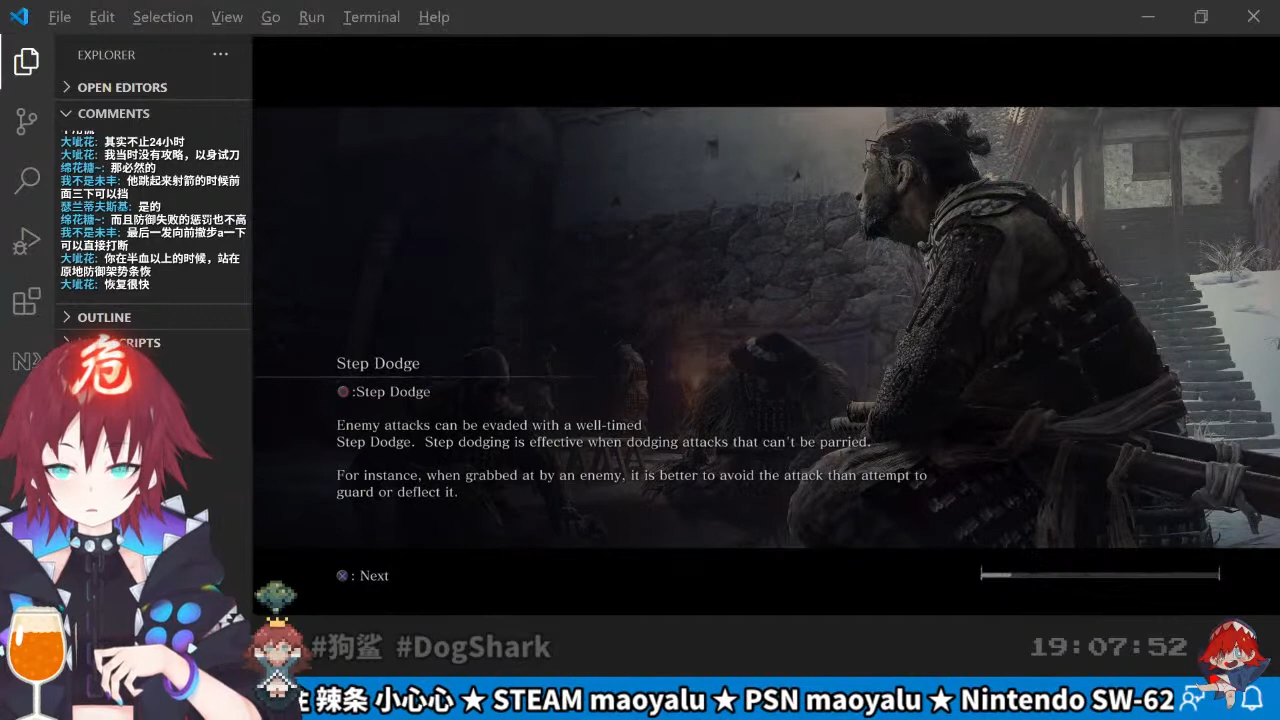 File Edit Selection View Go Run Terminal Help
EXPLORER
OPEN EDITORS
COMMENTS
大呲花: 其实不止24小时
大呲花: 我当时没有攻略，以身试刀
绵花糖~: 那必然的
我不是未丰: 他跳起来射箭的时候前
面三下可以挡
瑟兰蒂夫斯基: 是的
绵花糖~: 而且防御失败的惩罚也不高
我不是未丰: 最后一发向前撤步a一下
可以直接打断
大呲花: 你在半血以上的时候，站在
原地防御架势条恢
大呲花: 恢复很快
OUTLINE
危
Step Dodge
:Step Dodge
Enemy attacks can be evaded with a well-timed
Step Dodge. Step dodging is effective when dodging attacks that can't be parried.
For instance, when grabbed at by an enemy, it is better to avoid the attack than attempt to
guard or deflect it.
: Next
#狗鲨 #DogShark
19:07:52
辣条 小心心 ★ STEAM maoyalu ★ PSN maoyalu ★ Nintendo SW-62